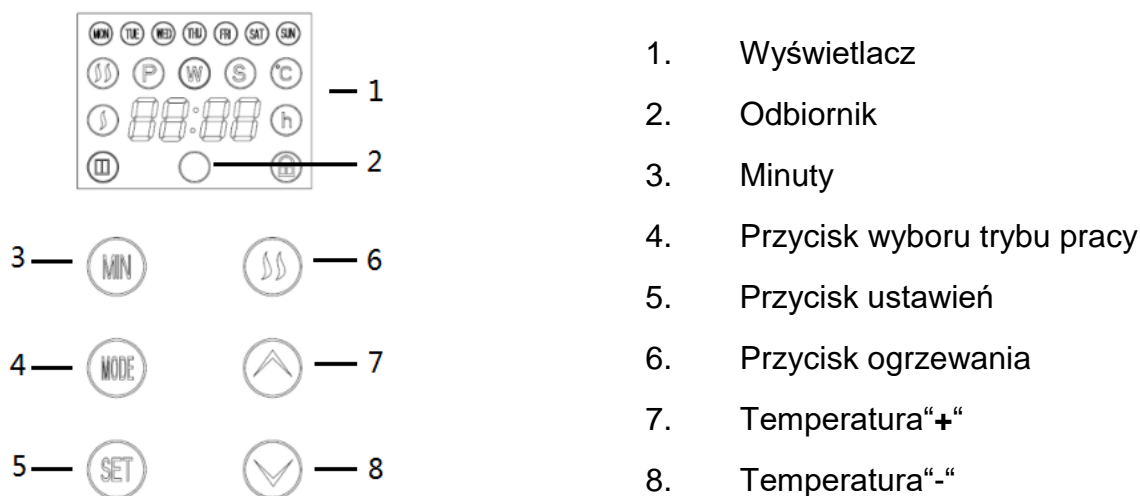 MON TUE WED THU FRI SAT SUN
P W S °C
88:88 h
1
2
3 MIN 6
4 MODE 7
5 SET 8
1. Wyświetlacz
2. Odbiornik
3. Minuty
4. Przycisk wyboru trybu pracy
5. Przycisk ustawień
6. Przycisk ogrzewania
7. Temperatura“+“
8. Temperatura“-“